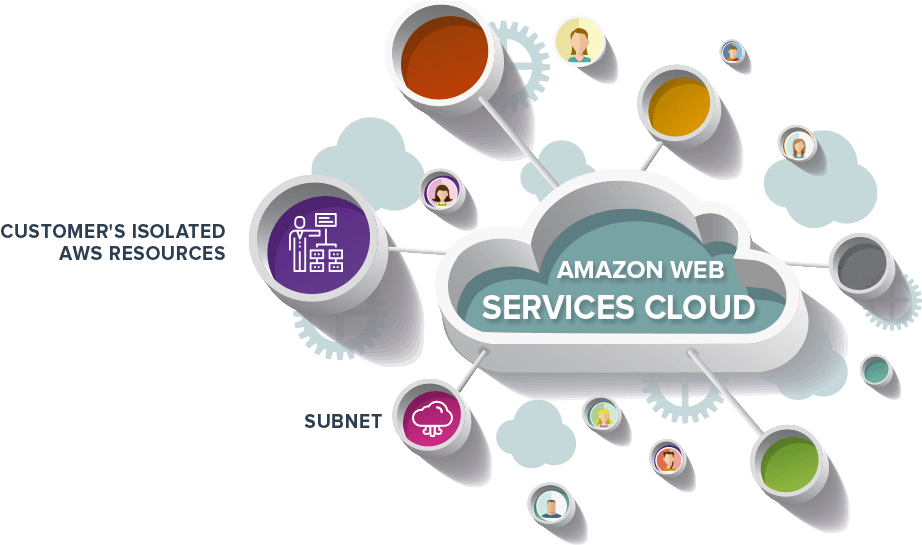 CUSTOMER'S ISOLATED
AWS RESOURCES
AMAZON WEB
SERVICES CLOUD
SUBNET